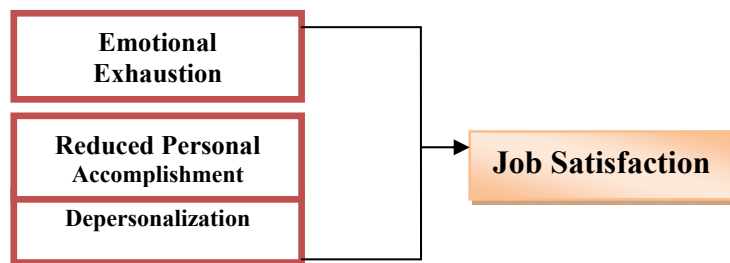 Emotional
Exhaustion
Reduced Personal
Accomplishment
Depersonalization
Job Satisfaction